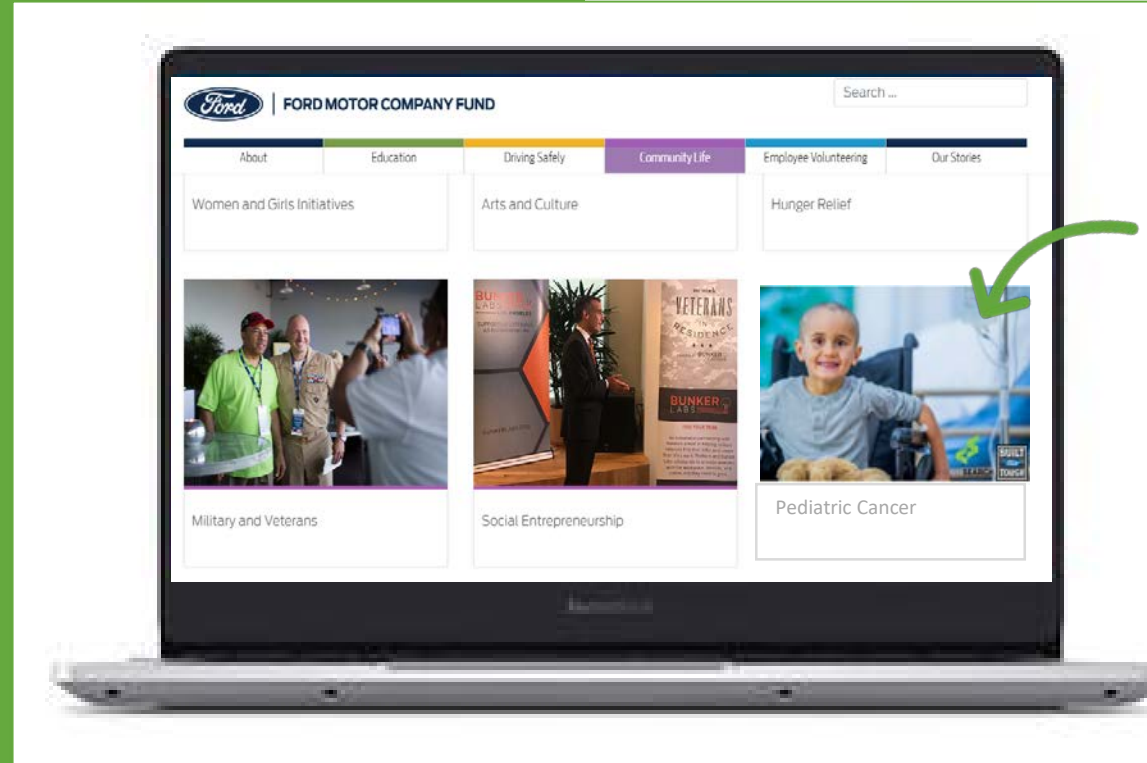 Ford
FORD MOTOR COMPANY FUND
Search ...
About
Education
Driving Safely
Community Life
Employee Volunteering
Our Stories
Women and Girls Initiatives
Arts and Culture
Hunger Relief
BUNKER
LABS
VETERANS
IN
RESIDENCE
BUNKER
LABS
BUILT
TOUGH
Military and Veterans
Social Entrepreneurship
Pediatric Cancer